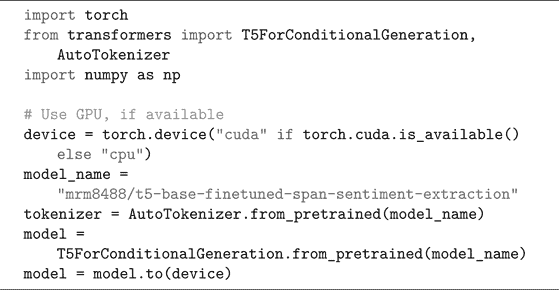 import torch
from transformers import T5ForConditionalGeneration,
AutoTokenizer
import numpy as np
# Use GPU, if available
device = torch.device("cuda" if torch.cuda.is_available()
else "cpu")
model_name =
"mrm8488/t5-base-finetuned-span-sentiment-extraction"
tokenizer = AutoTokenizer.from_pretrained(model_name)
model =
T5ForConditionalGeneration.from_pretrained(model_name)
model = model.to(device)